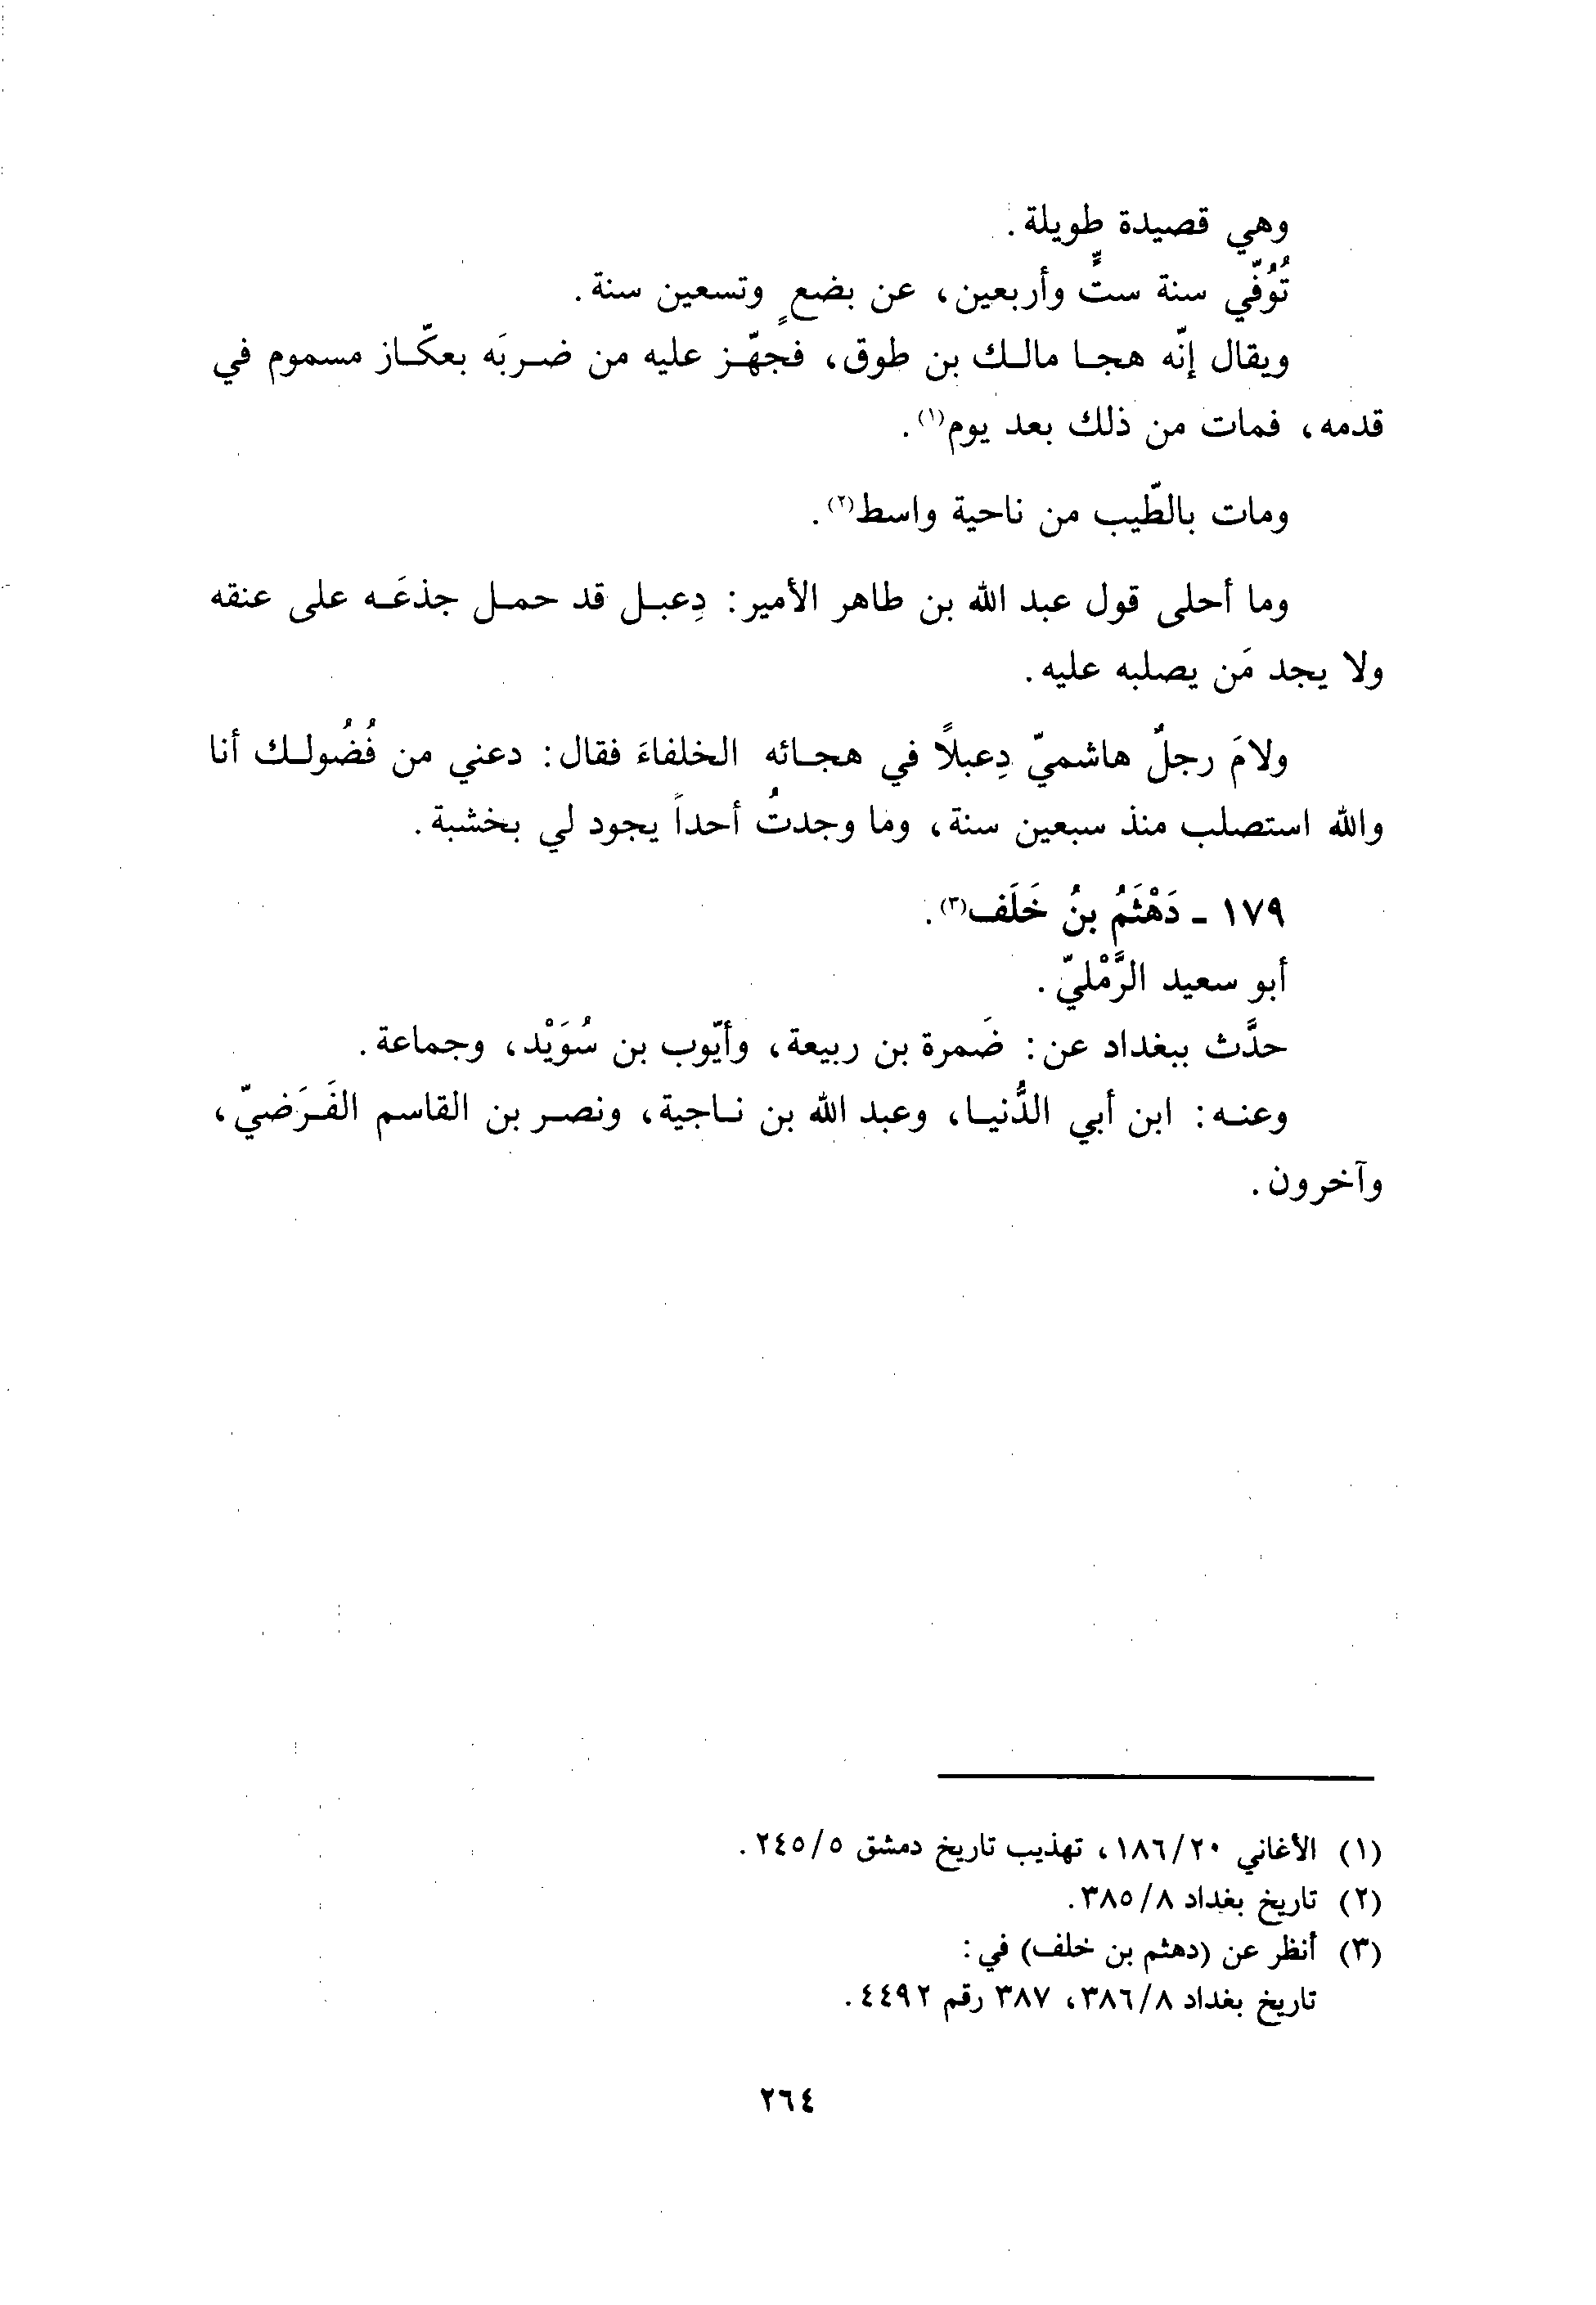 وهي قصيدة طويلة.
تُوُفّي سنة ستٍّ وأربعين، عن بضعٍ وتسعين سنة.
ويقال إنّه هجا مالك بن طوق، فجهّز عليه من ضربَه بعكّاز مسموم في
قدمه، فمات من ذلك بعد يوم(١).
ومات بالطّيب من ناحية واسط(٢).
وما أحلى قول عبد الله بن طاهر الأمير: دِعبل قد حمل جذعَه على عنقه
ولا يجد مَن يصلبه عليه.
ولامَ رجلٌ هاشميّ دِعبلاً في هجائه الخلفاءَ فقال: دعني من فُضُولك أنا
والله استصلب منذ سبعين سنة، وما وجدتُ أحداً يجود لي بخشبة.
١٧٩ - دَهْثَمُ بنُ خَلَف(٣).
أبو سعيد الرَّمْليّ.
حدَّث ببغداد عن: ضَمرة بن ربيعة، وأيّوب بن سُوَيْد، وجماعة.
وعنه: ابن أبي الدُّنيا، وعبد الله بن ناجية، ونصر بن القاسم الفَرَضيّ،
وآخرون.
(١) الأغاني ١٨٦/٢٠، تهذيب تاريخ دمشق ٢٤٥/٥.
(٢) تاريخ بغداد ٣٨٥/٨.
(٣) أنظر عن (دهثم بن خلف) في:
تاريخ بغداد ٣٨٦/٨، ٣٨٧ رقم ٤٤٩٢.
٢٦٤